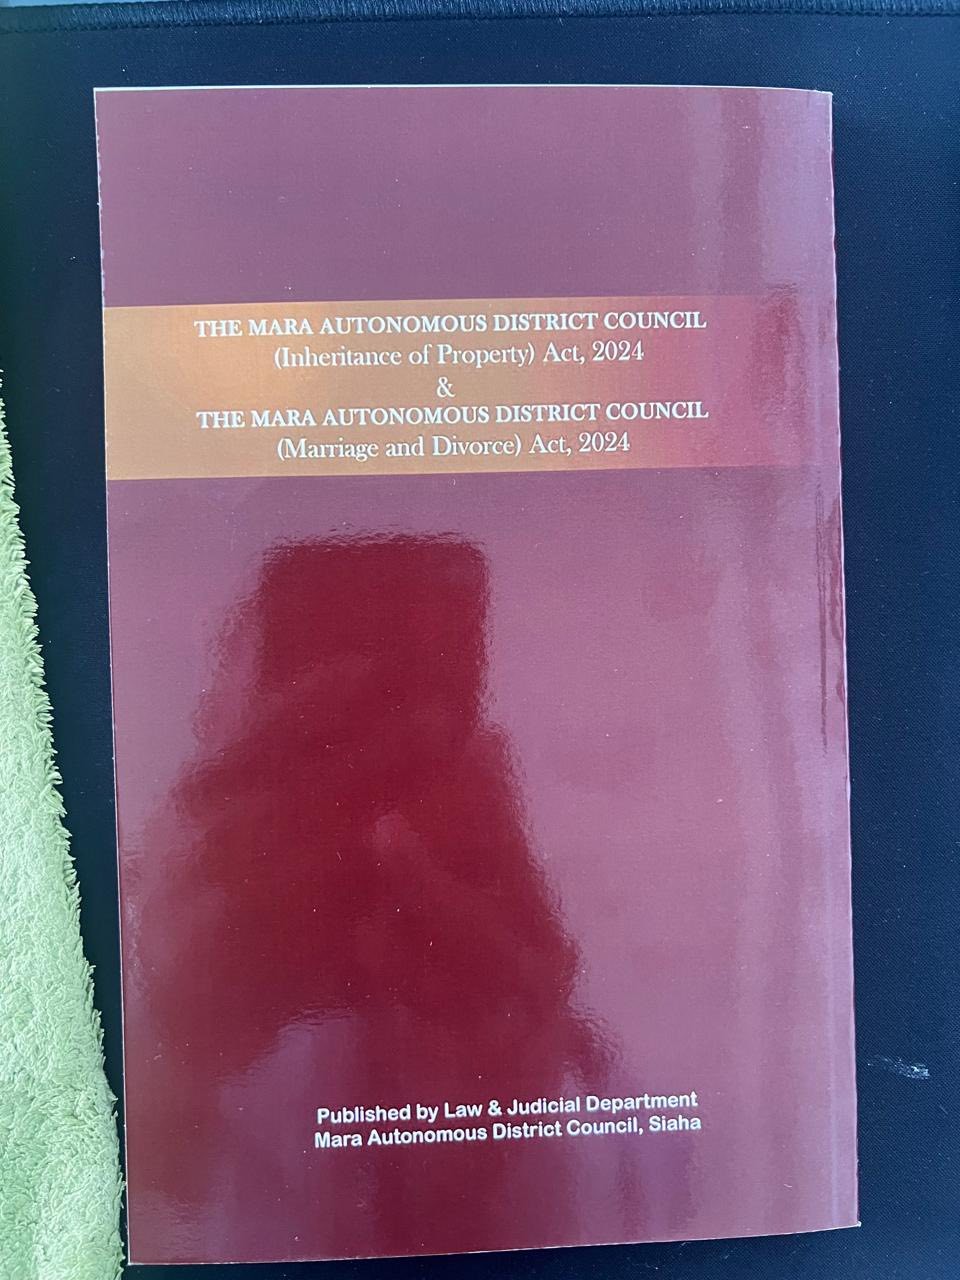 THE MARA AUTONOMOUS DISTRICT COUNCIL
(Inheritance of Property) Act, 2024
&
THE MARA AUTONOMOUS DISTRICT COUNCIL
(Marriage and Divorce) Act, 2024
Published by Law & Judicial Department
Mara Autonomous District Council, Siaha